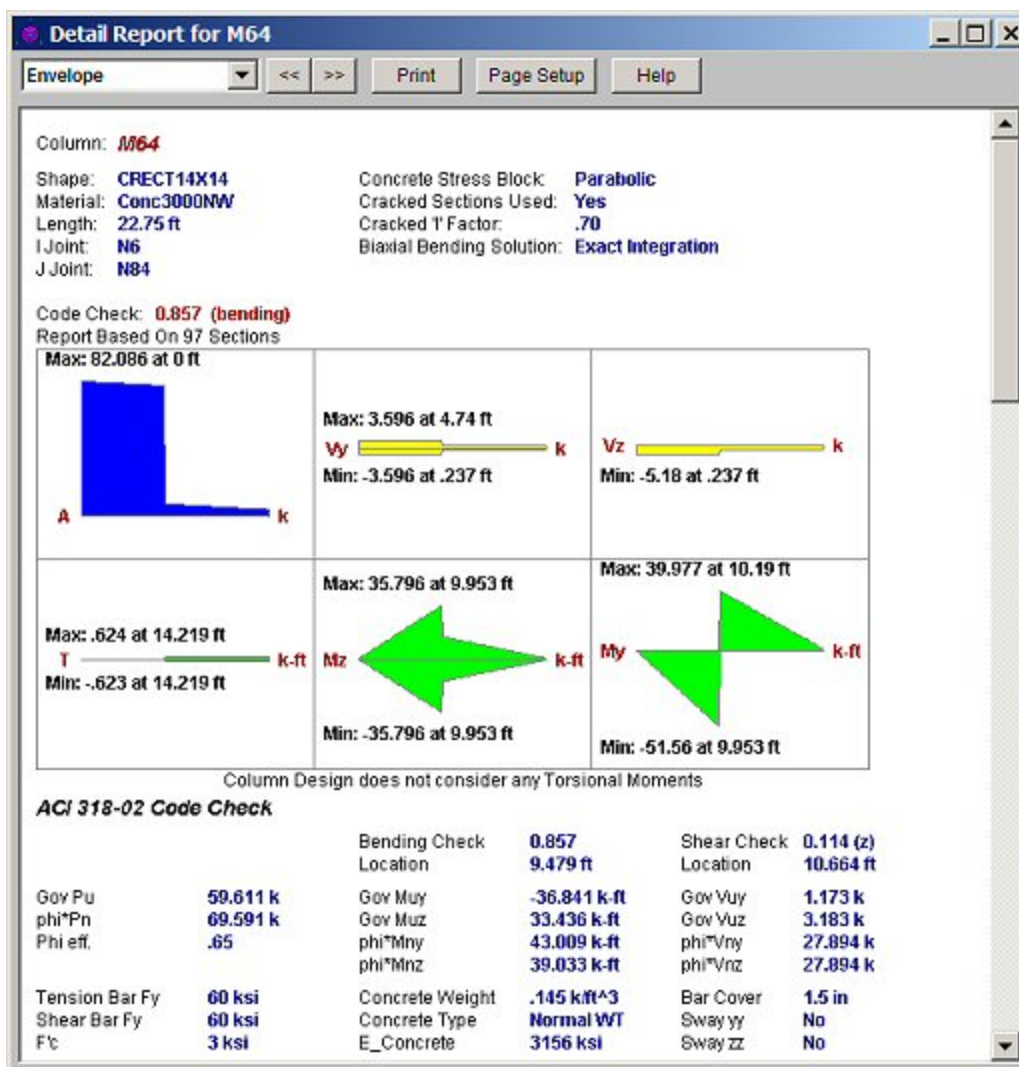 Detail Report for M64
Envelope << >> Print Page Setup Help
Column: M64
Shape: CRECT14X14 Concrete Stress Block: Parabolic
Material: Conc3000NW Cracked Sections Used: Yes
Length: 22.75 ft Cracked 'I' Factor: .70
I Joint: N6 Biaxial Bending Solution: Exact Integration
J Joint: N84
Code Check: 0.857 (bending)
Report Based On 97 Sections
Max: 82.086 at 0 ft
A k
Max: 3.596 at 4.74 ft
Vy k
Min: -3.596 at .237 ft
Vz k
Min: -5.18 at .237 ft
Max: .624 at 14.219 ft
T k-ft
Min: -.623 at 14.219 ft
Max: 35.796 at 9.953 ft
Mz k-ft
Min: -35.796 at 9.953 ft
Max: 39.977 at 10.19 ft
My k-ft
Min: -51.56 at 9.953 ft
Column Design does not consider any Torsional Moments
ACI 318-02 Code Check
Bending Check 0.857 Shear Check 0.114 (z)
Location 9.479 ft Location 10.664 ft
Gov Pu 59.611 k Gov Muy -36.841 k-ft Gov Vuy 1.173 k
phi*Pn 69.591 k Gov Muz 33.436 k-ft Gov Vuz 3.183 k
Phi eff. .65 phi*Mny 43.009 k-ft phi*Vny 27.894 k
phi*Mnz 39.033 k-ft phi*Vnz 27.894 k
Tension Bar Fy 60 ksi Concrete Weight .145 k/ft^3 Bar Cover 1.5 in
Shear Bar Fy 60 ksi Concrete Type Normal WT Sway yy No
F'c 3 ksi E_Concrete 3156 ksi Sway zz No